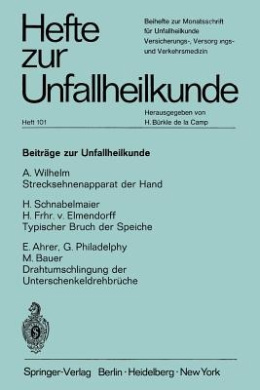 Hefte
zur
Unfallheilkunde
Beihefte zur Monatsschrift
für Unfallheilkunde
Versicherungs-, Versorgungs-
und Verkehrsmedizin
Heft 101
Herausgegeben von
H. Bürkle de la Camp
Beiträge zur Unfallheilkunde
A. Wilhelm
Strecksehnenapparat der Hand
H. Schnabelmaier
H. Frhr. v. Elmendorff
Typischer Bruch der Speiche
E. Ahrer, G. Philadelphy
M. Bauer
Drahtumschlingung der
Unterschenkeldrehbrüche
Springer-Verlag Berlin · Heidelberg · New York